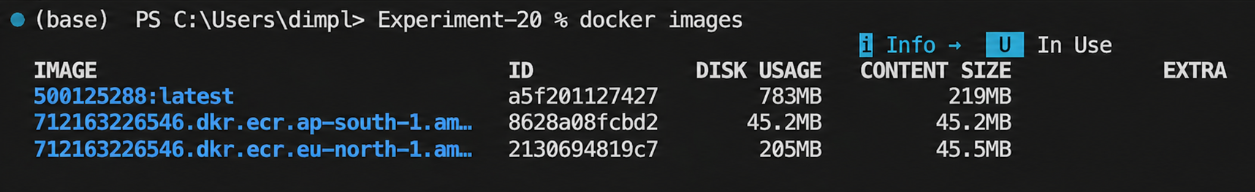 (base) PS C:\Users\dimpl> Experiment-20 % docker images
i Info → U In Use
IMAGE ID DISK USAGE CONTENT SIZE EXTRA
500125288:latest a5f201127427 783MB 219MB
712163226546.dkr.ecr.ap-south-1.am… 8628a08fcbd2 45.2MB 45.2MB
712163226546.dkr.ecr.eu-north-1.am… 2130694819c7 205MB 45.5MB